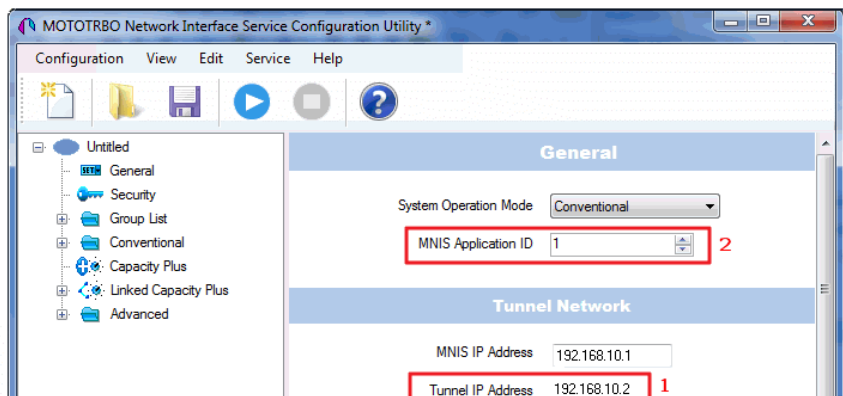 MOTOTRBO Network Interface Service Configuration Utility *
Configuration View Edit Service Help
Untitled
General
Security
Group List
Conventional
Capacity Plus
Linked Capacity Plus
Advanced
General
System Operation Mode Conventional
MNIS Application ID 1 2
Tunnel Network
MNIS IP Address 192.168.10.1
Tunnel IP Address 192.168.10.2 1